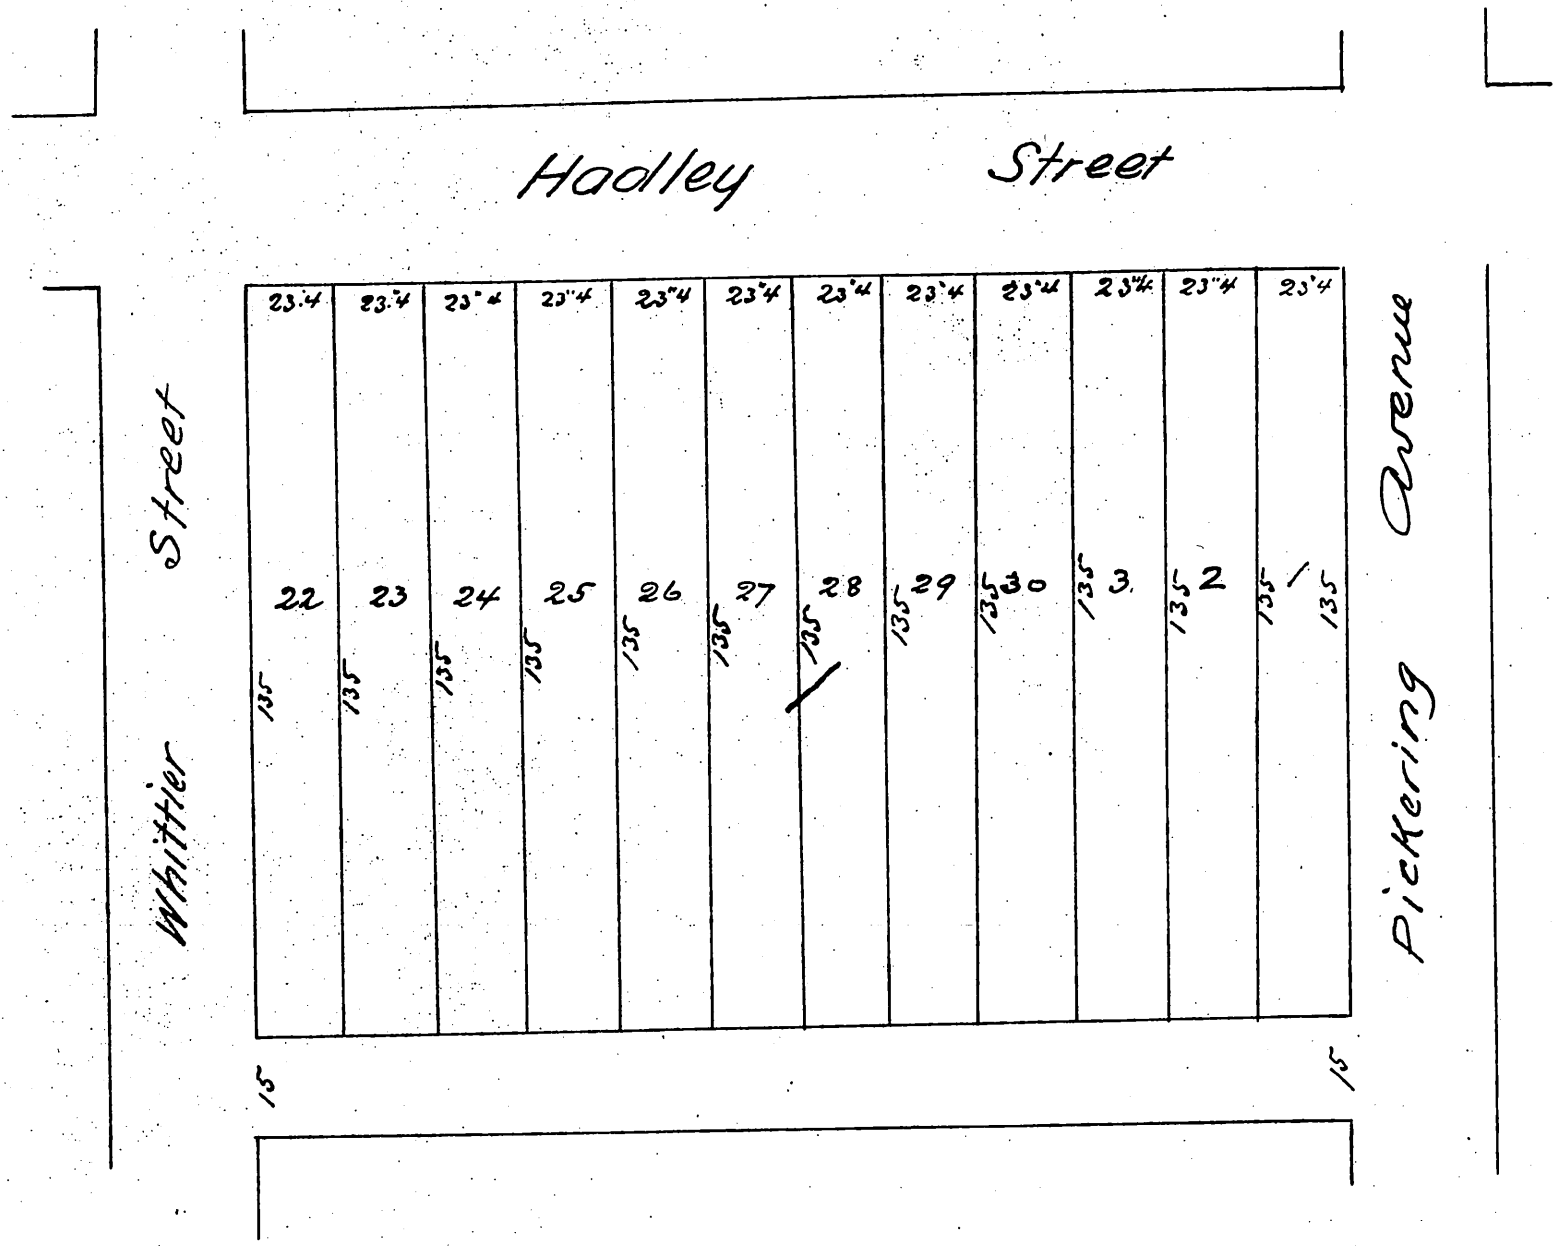 Hadley Street
23.4 23.4 23"4 23"4 23"4 23"4 23"4 23"4 23"4 23"4 23"4 23"4
Street
Whittier
22 23 24 25 26 27 28 29 30 3 2 1
135 135 135 135 135 135 135 135 135 135 135 135 135
Pickering Avenue
15 15